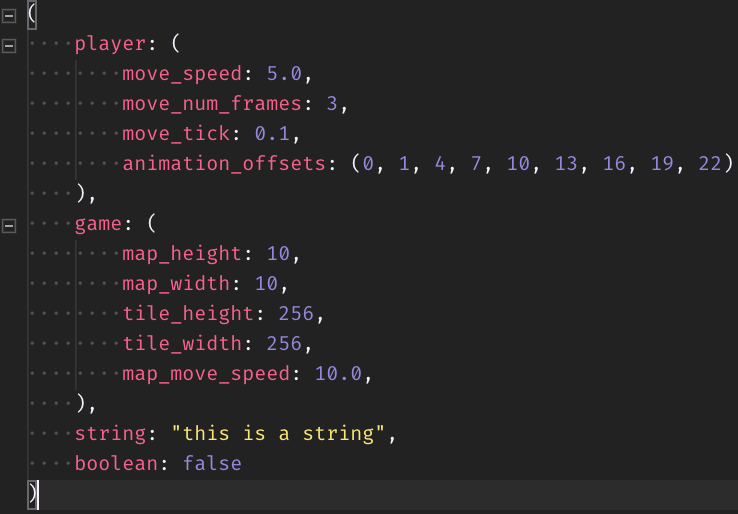 (
    player: (
        move_speed: 5.0,
        move_num_frames: 3,
        move_tick: 0.1,
        animation_offsets: (0, 1, 4, 7, 10, 13, 16, 19, 22)
    ),
    game: (
        map_height: 10,
        map_width: 10,
        tile_height: 256,
        tile_width: 256,
        map_move_speed: 10.0,
    ),
    string: "this is a string",
    boolean: false
)